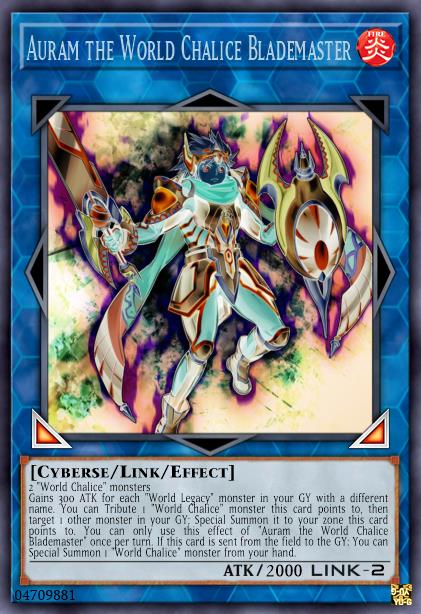 AURAM THE WORLD CHALICE BLADEMASTER
FIRE
炎
[CYBERSE/LINK/EFFECT]
2 "World Chalice" monsters
Gains 300 ATK for each "World Legacy" monster in your GY with a different
name. You can Tribute 1 "World Chalice" monster this card points to, then
target 1 other monster in your GY; Special Summon it to your zone this card
points to. You can only use this effect of "Auram the World Chalice
Blademaster" once per turn. If this card is sent from the field to the GY: You can
Special Summon 1 "World Chalice" monster from your hand.
ATK/2000 LINK-2
04709881